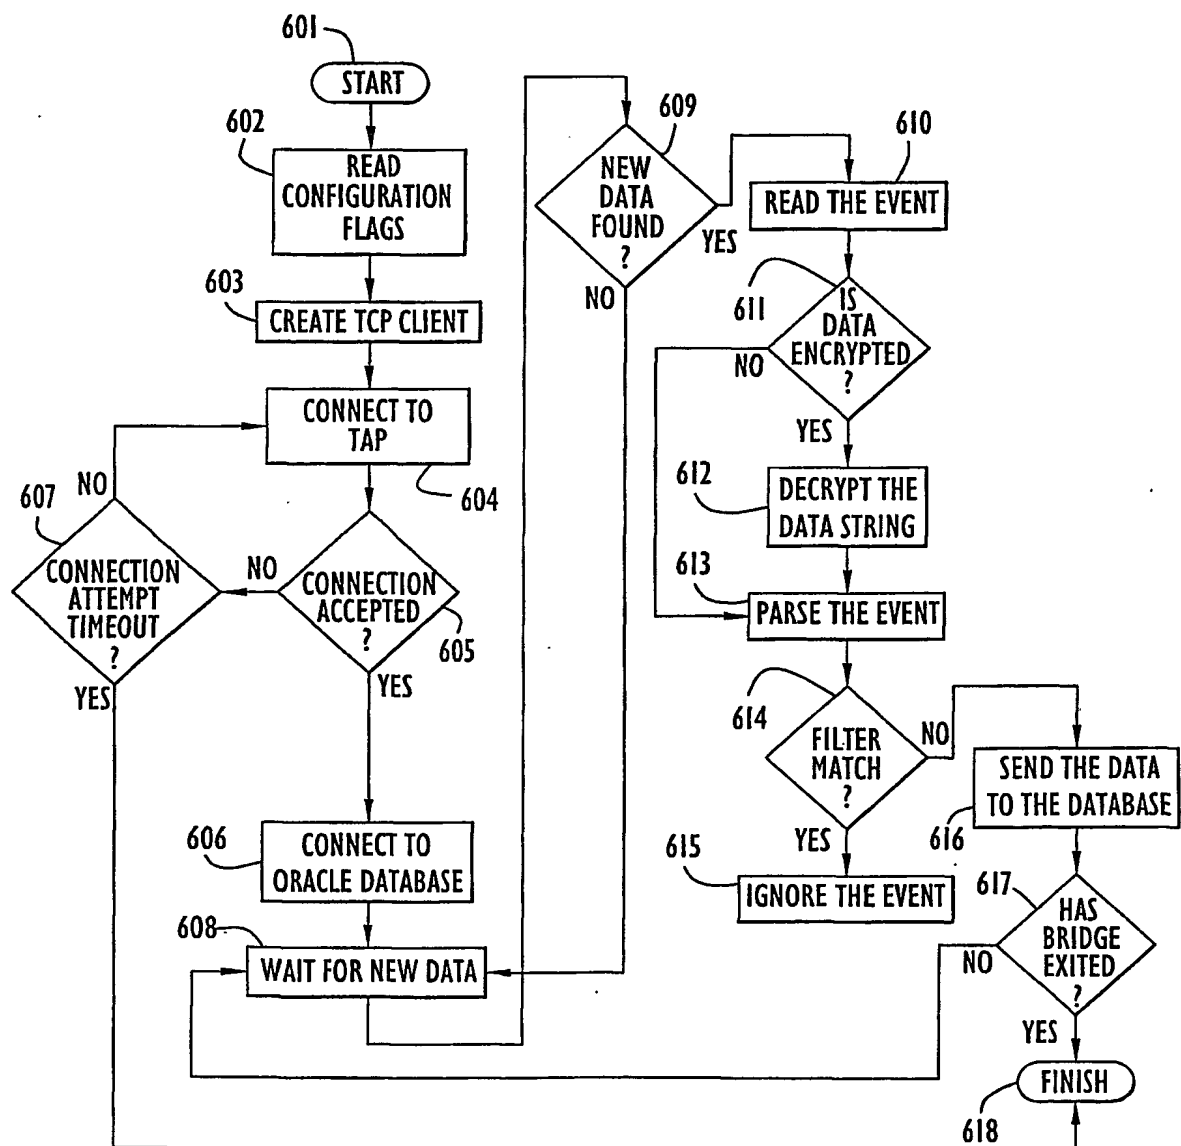 601
START
602
READ
CONFIGURATION
FLAGS
603
CREATE TCP CLIENT
CONNECT TO
TAP
604
NO
607
CONNECTION
ATTEMPT
TIMEOUT
?
YES
NO
CONNECTION
ACCEPTED
?
605
YES
606
CONNECT TO
ORACLE DATABASE
608
WAIT FOR NEW DATA
609
NEW
DATA
FOUND
?
YES
NO
610
READ THE EVENT
611
IS
DATA
ENCRYPTED
?
NO
YES
612
DECRYPT THE
DATA STRING
613
PARSE THE EVENT
614
FILTER
MATCH
?
NO
YES
615
IGNORE THE EVENT
SEND THE DATA
TO THE DATABASE
616
617
HAS
BRIDGE
EXITED
?
NO
YES
FINISH
618